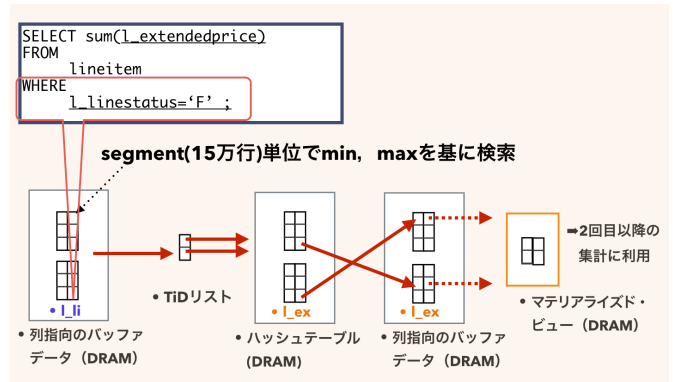 SELECT sum(l_extendedprice)
FROM
lineitem
WHERE
l_linestatus=‘F’ ;
segment(15万行)単位でmin，maxを基に検索
• l_li
• 列指向のバッファ
データ（DRAM）
• TiDリスト
• l_ex
• ハッシュテーブル
(DRAM)
• l_ex
• 列指向のバッファ
データ（DRAM）
➡2回目以降の
集計に利用
• マテリアライズド・
ビュー（DRAM）